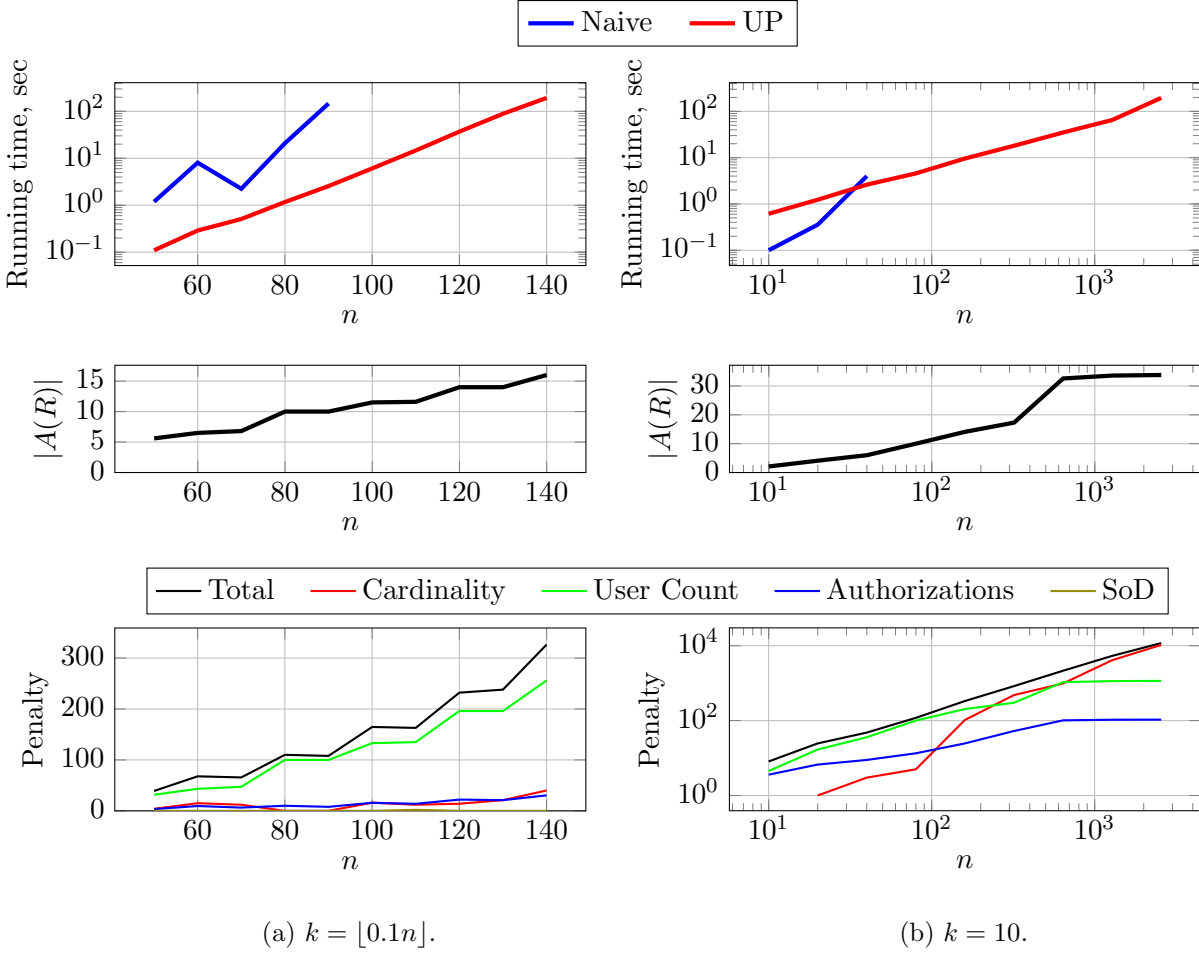 Naive UP
Running time, sec
10^2
10^1
10^0
10^−1
60 80 100 120 140
n
Running time, sec
10^2
10^1
10^0
10^−1
10^1 10^2 10^3
n
|A(R)|
15
10
5
0
60 80 100 120 140
n
|A(R)|
30
20
10
0
10^1 10^2 10^3
n
Total Cardinality User Count Authorizations SoD
Penalty
300
200
100
0
60 80 100 120 140
n
Penalty
10^4
10^2
10^0
10^1 10^2 10^3
n
(a) k = ⌊0.1n⌋.
(b) k = 10.